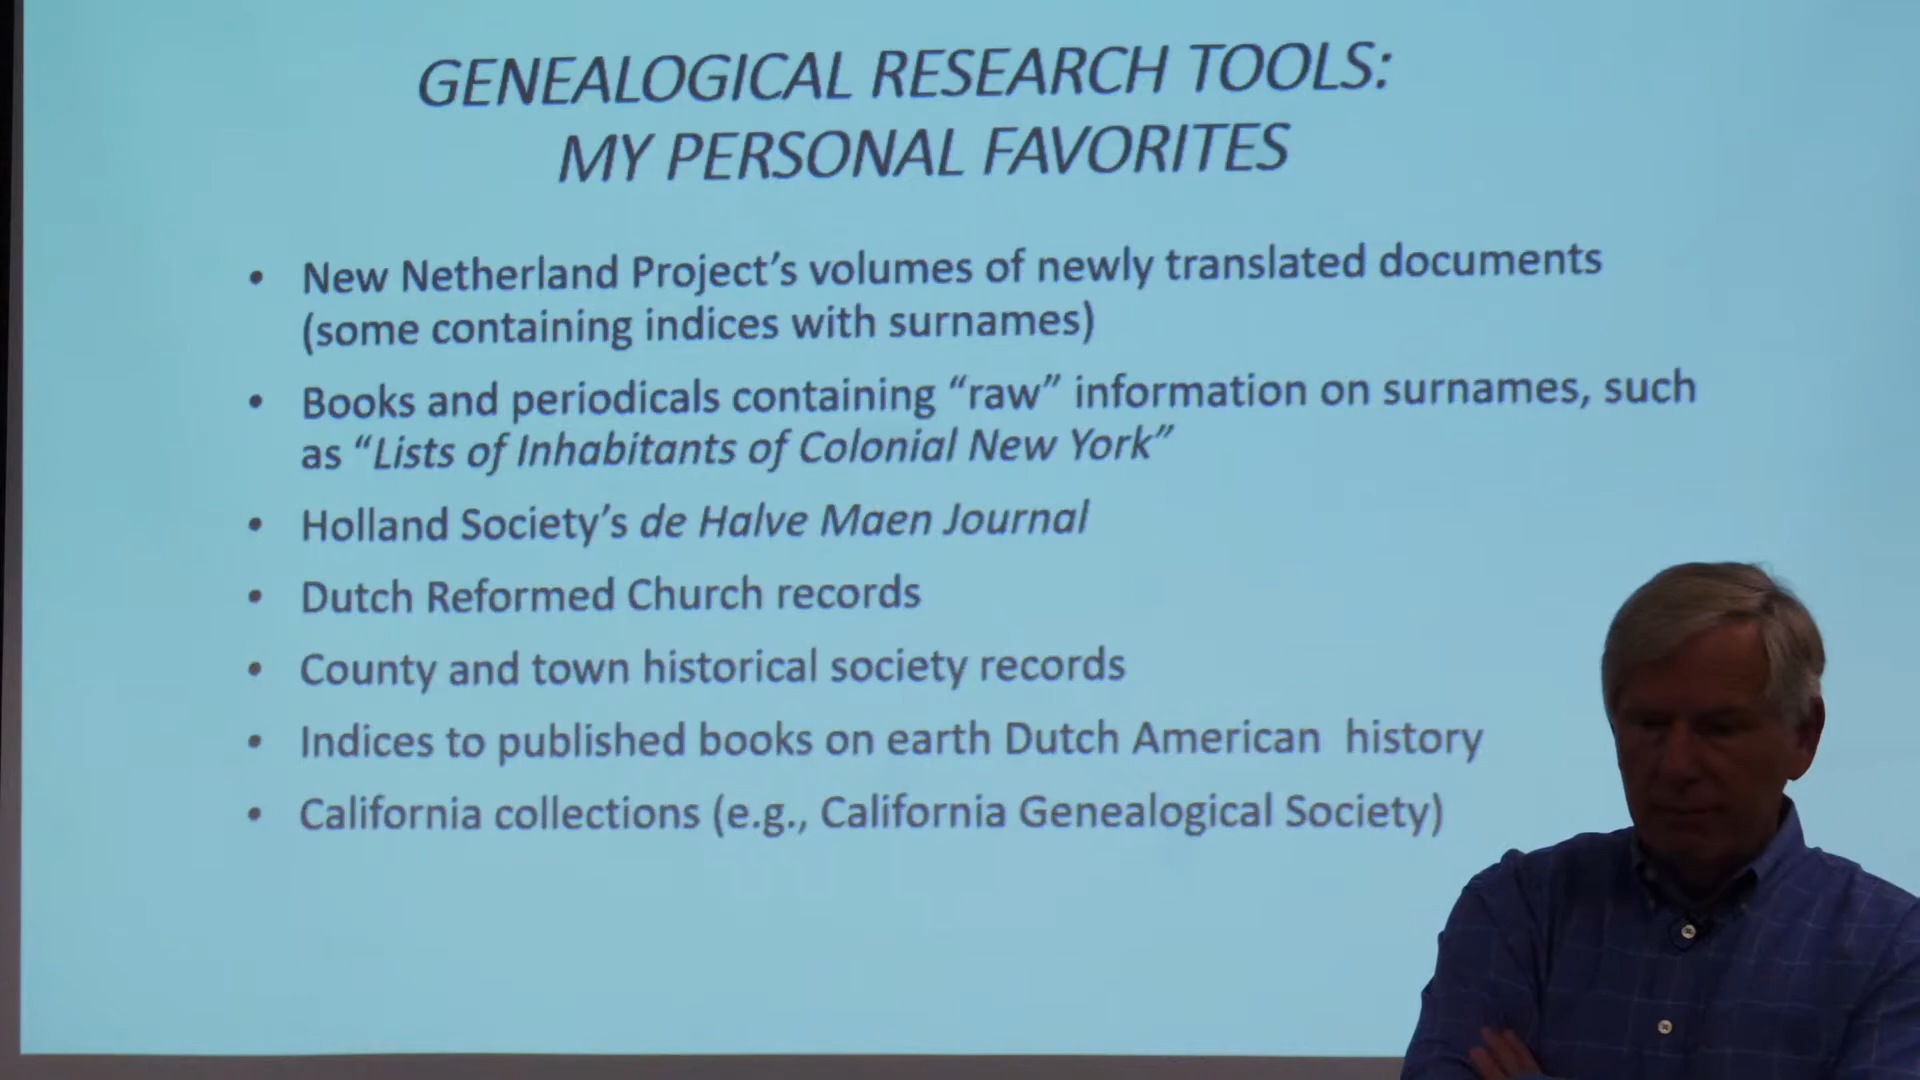 GENEALOGICAL RESEARCH TOOLS:
MY PERSONAL FAVORITES
• New Netherland Project’s volumes of newly translated documents
(some containing indices with surnames)
• Books and periodicals containing “raw” information on surnames, such
as “Lists of Inhabitants of Colonial New York”
• Holland Society’s de Halve Maen Journal
• Dutch Reformed Church records
• County and town historical society records
• Indices to published books on earth Dutch American history
• California collections (e.g., California Genealogical Society)